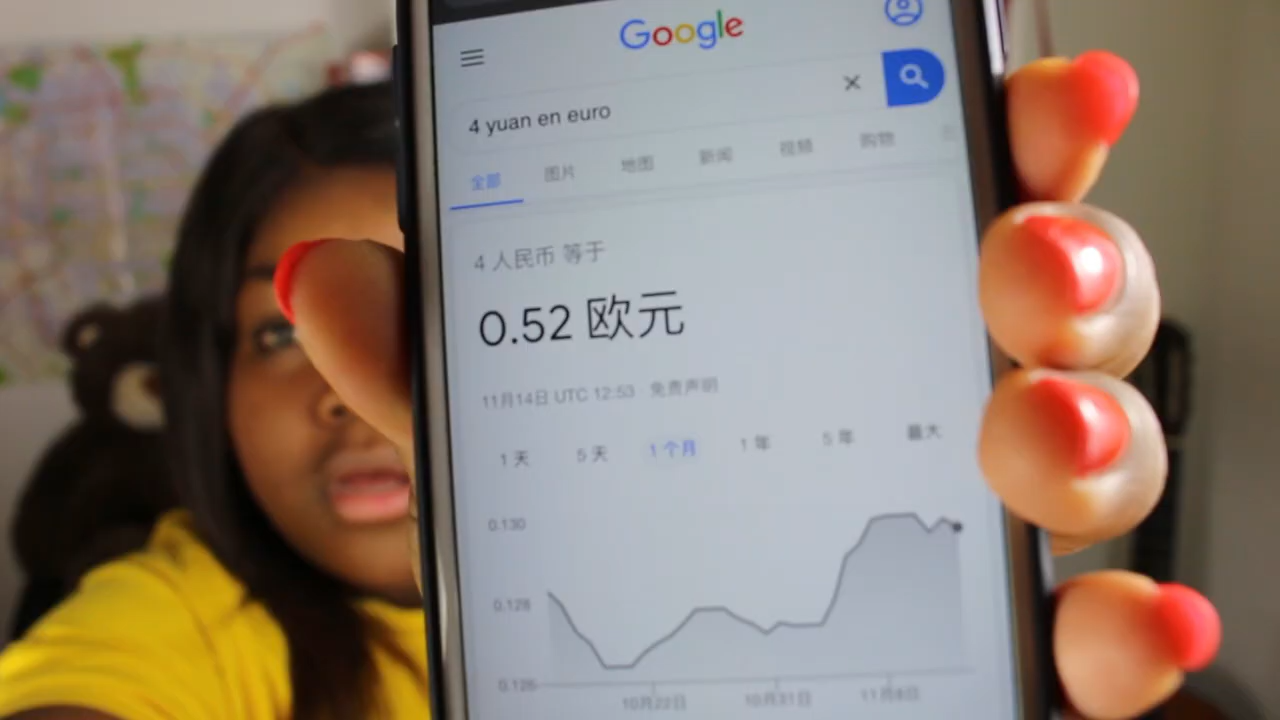 Google
4 yuan en euro
全部 图片 地图 新闻 视频 购物
4 人民币 等于
0.52 欧元
11月14日 UTC 12:53 免责声明
1 天 5 天 1 个月 1 年 5 年 最大
0.130
0.128
0.126
10月22日 10月31日 11月8日